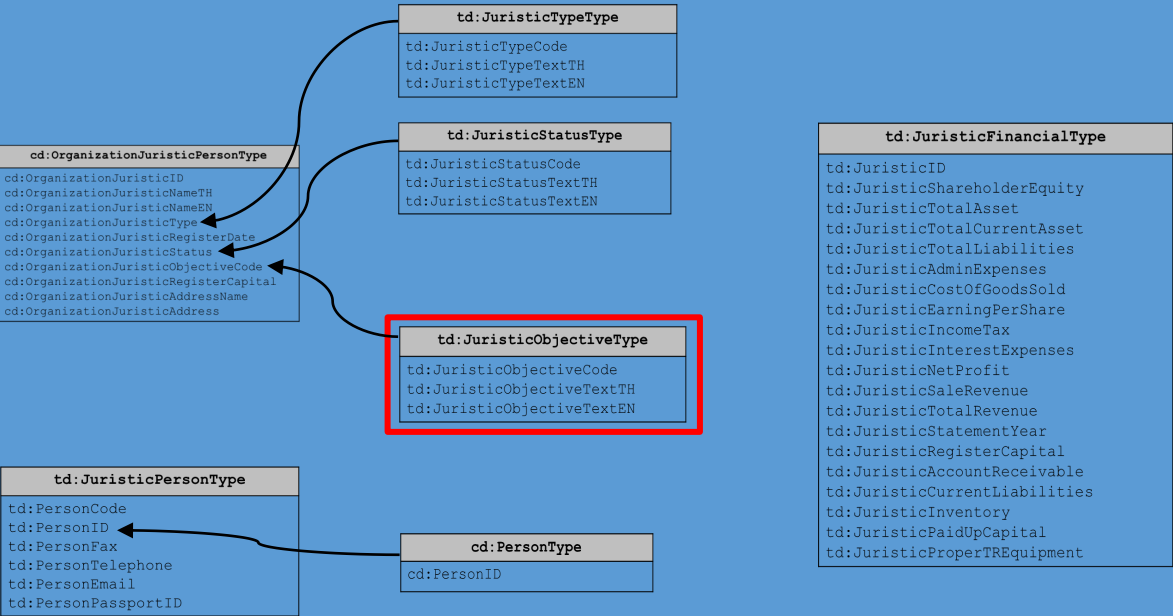 td:JuristicTypeType
td:JuristicTypeCode
td:JuristicTypeTextTH
td:JuristicTypeTextEN
cd:OrganizationJuristicPersonType
cd:OrganizationJuristicID
cd:OrganizationJuristicNameTH
cd:OrganizationJuristicNameEN
cd:OrganizationJuristicType
cd:OrganizationJuristicRegisterDate
cd:OrganizationJuristicStatus
cd:OrganizationJuristicObjectiveCode
cd:OrganizationJuristicRegisterCapital
cd:OrganizationJuristicAddressName
cd:OrganizationJuristicAddress
td:JuristicStatusType
td:JuristicStatusCode
td:JuristicStatusTextTH
td:JuristicStatusTextEN
td:JuristicObjectiveType
td:JuristicObjectiveCode
td:JuristicObjectiveTextTH
td:JuristicObjectiveTextEN
td:JuristicFinancialType
td:JuristicID
td:JuristicShareholderEquity
td:JuristicTotalAsset
td:JuristicTotalCurrentAsset
td:JuristicTotalLiabilities
td:JuristicAdminExpenses
td:JuristicCostOfGoodsSold
td:JuristicEarningPerShare
td:JuristicIncomeTax
td:JuristicInterestExpenses
td:JuristicNetProfit
td:JuristicSaleRevenue
td:JuristicTotalRevenue
td:JuristicStatementYear
td:JuristicRegisterCapital
td:JuristicAccountReceivable
td:JuristicCurrentLiabilities
td:JuristicInventory
td:JuristicPaidUpCapital
td:JuristicProperTREquipment
td:JuristicPersonType
td:PersonCode
td:PersonID
td:PersonFax
td:PersonTelephone
td:PersonEmail
td:PersonPassportID
cd:PersonType
cd:PersonID